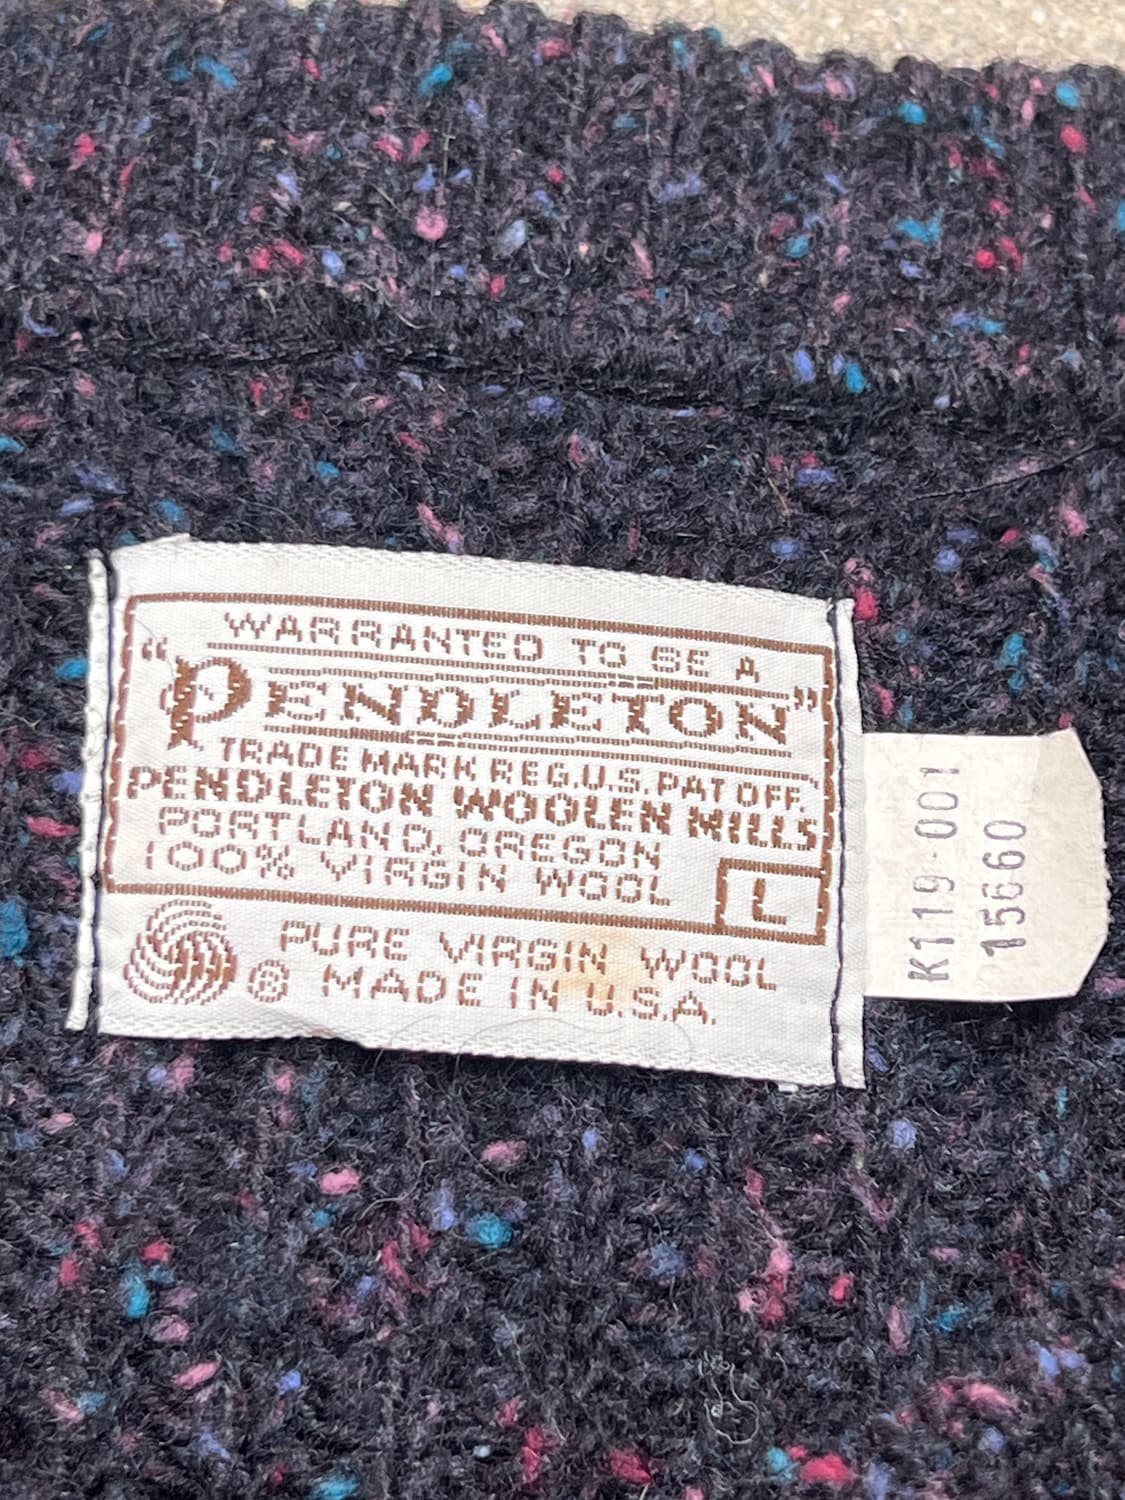 WARRANTED TO BE A
"PENDLETON"
TRADE MARK REG.U.S. PAT OFF.
PENDLETON WOOLEN MILLS
PORTLAND, OREGON
100% VIRGIN WOOL
L
PURE VIRGIN WOOL
® MADE IN U.S.A.
K119-001
15660